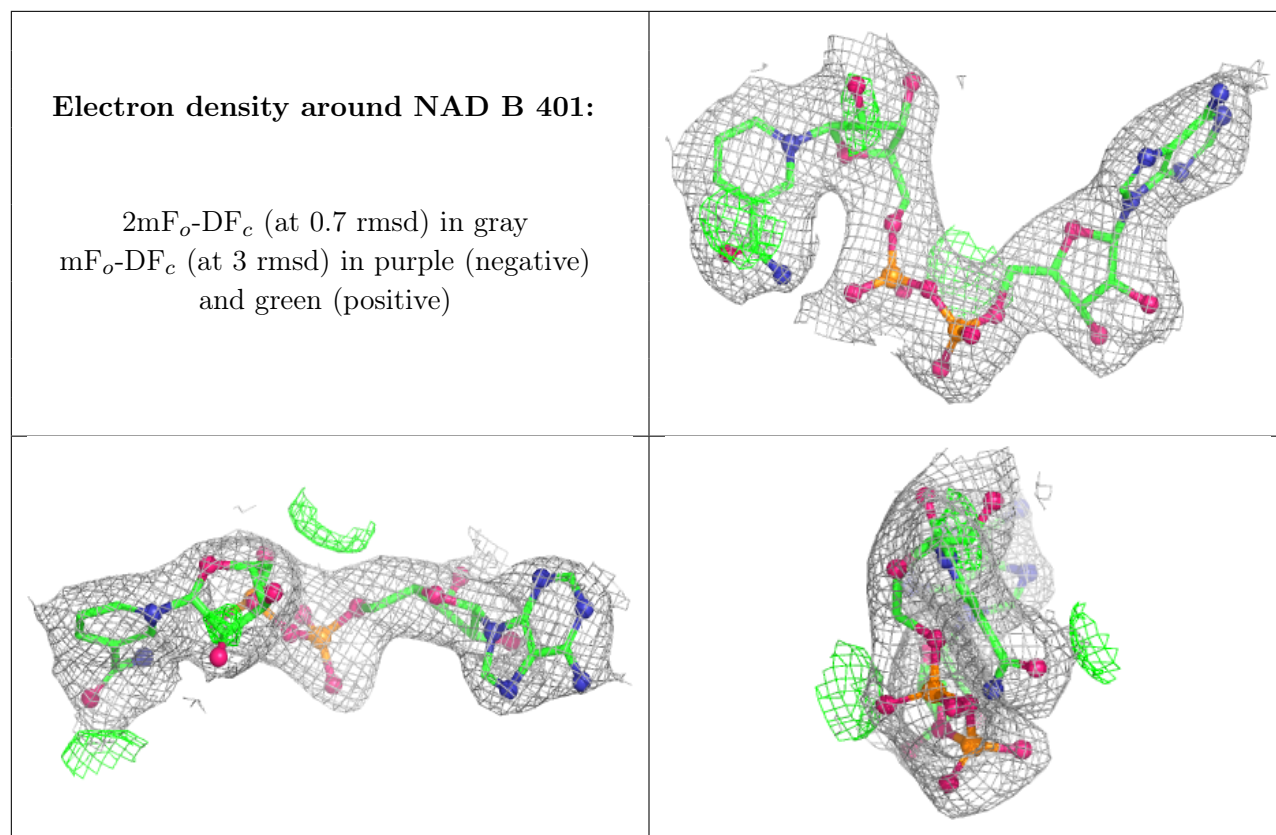 Electron density around NAD B 401:
2mFo-DFc (at 0.7 rmsd) in gray
mFo-DFc (at 3 rmsd) in purple (negative)
and green (positive)